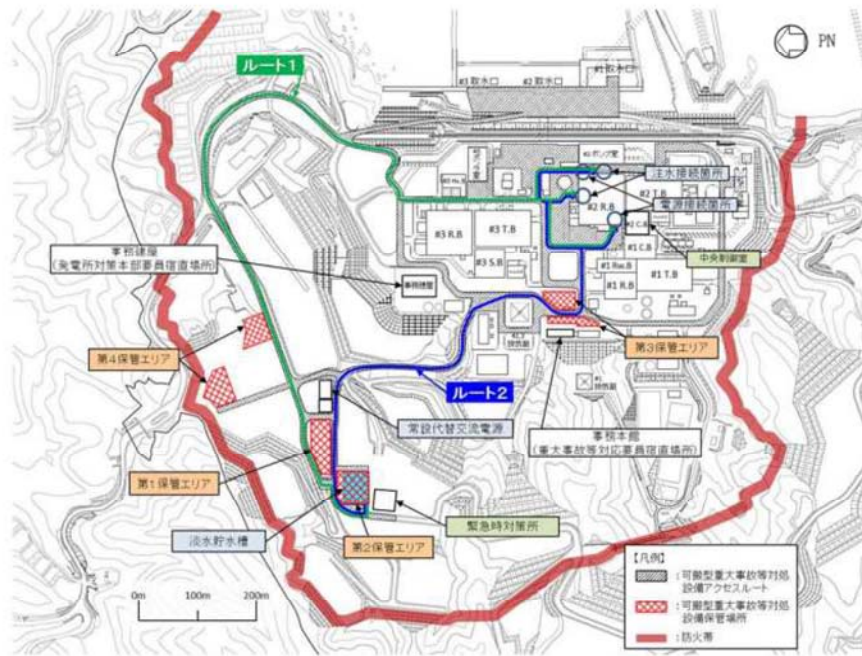 PN
ルート1
#3 取水口
#2 取水口
#1 取水口
注水接続箇所
#2 T.B
電源接続箇所
#2 R.B
#3 R.B
#3 T.B
#2 C.B
#1 C.B
中央制御室
事務建屋
(発電所対策本部要員宿直場所)
#3 S.B
事務建屋
#1 R.B
#1 T.B
第3保管エリア
第4保管エリア
ルート2
常設代替交流電源
事務本館
(重大事故等対応要員宿直場所)
第1保管エリア
緊急時対策所
淡水貯水槽
第2保管エリア
【凡例】
:可搬型重大事故等対処
設備アクセスルート
:可搬型重大事故等対処
設備保管場所
:防火帯
0m 100m 200m